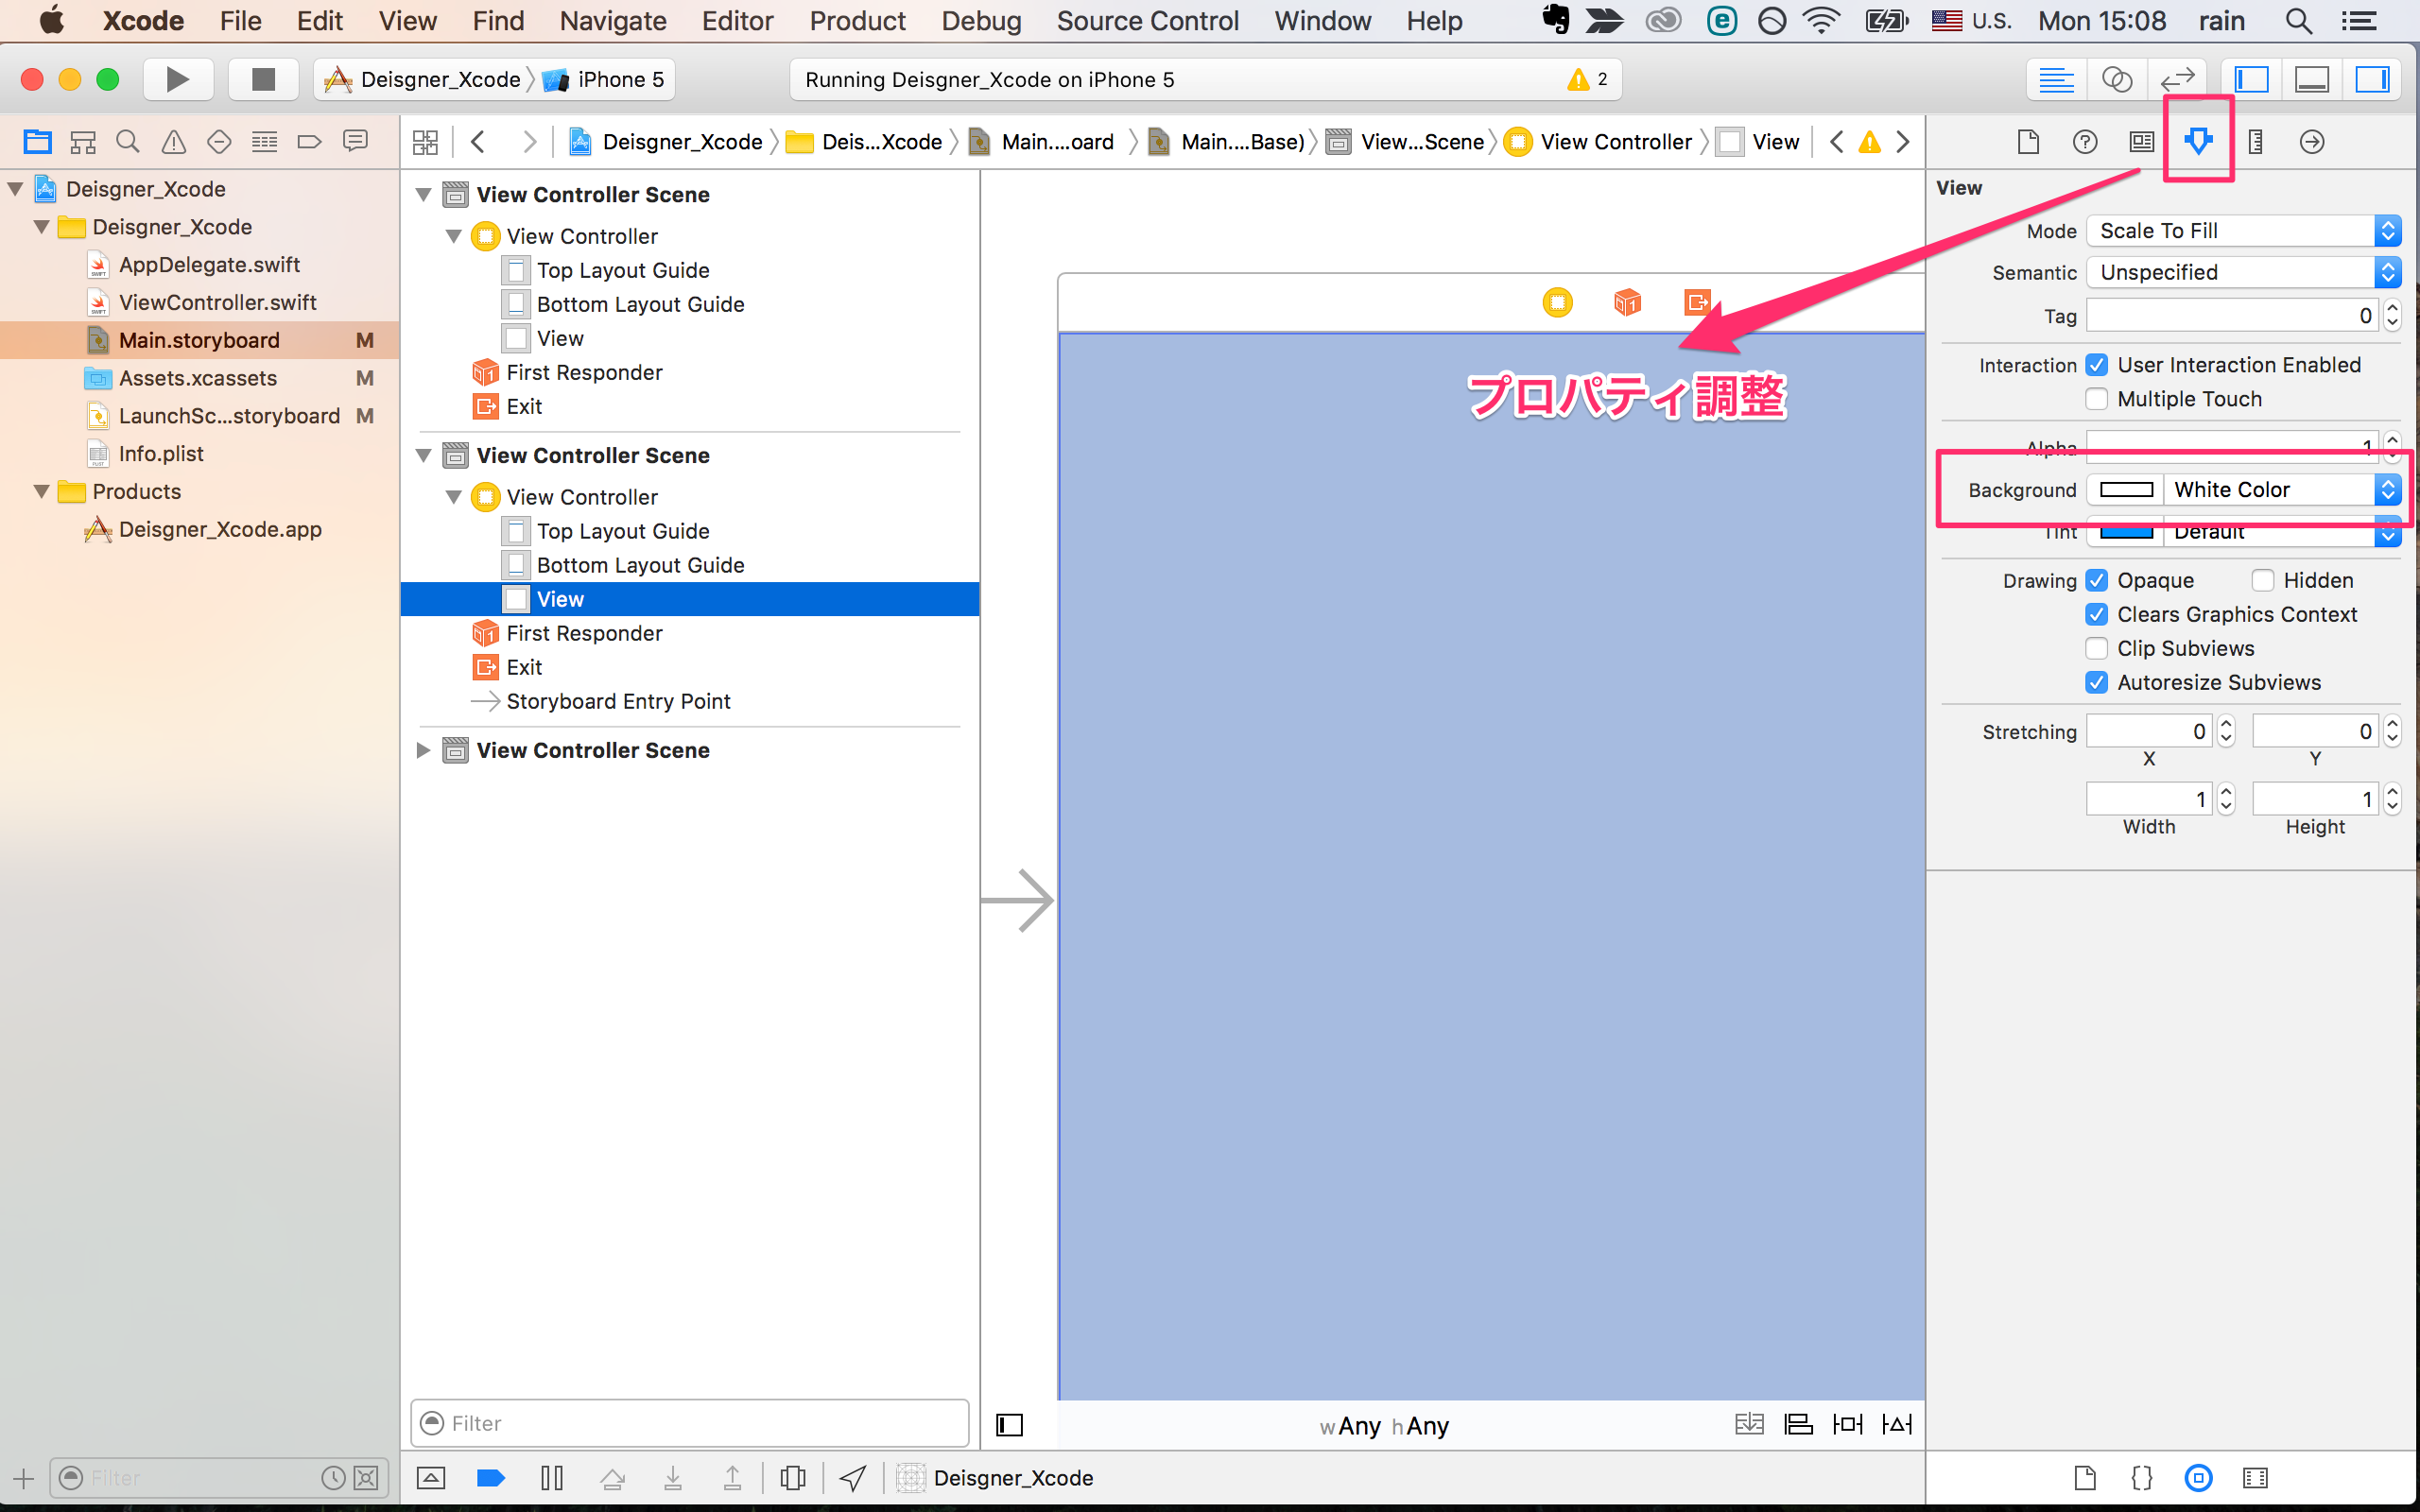 Xcode File Edit View Find Navigate Editor Product Debug Source Control Window Help U.S. Mon 15:08 rain
Deisgner_Xcode iPhone 5 Running Deisgner_Xcode on iPhone 5 2
Deisgner_Xcode Deis...Xcode Main....oard Main....Base) View...Scene View Controller View
Deisgner_Xcode
Deisgner_Xcode
AppDelegate.swift
ViewController.swift
Main.storyboard M
Assets.xcassets M
LaunchSc...storyboard M
Info.plist
Products
Deisgner_Xcode.app
Filter
View Controller Scene
View Controller
Top Layout Guide
Bottom Layout Guide
View
First Responder
Exit
View Controller Scene
View Controller
Top Layout Guide
Bottom Layout Guide
View
First Responder
Exit
Storyboard Entry Point
View Controller Scene
Filter
プロパティ調整
wAny hAny
Deisgner_Xcode
View
Mode Scale To Fill
Semantic Unspecified
Tag 0
Interaction User Interaction Enabled
Multiple Touch
Alpha 1
Background White Color
Tint Default
Drawing Opaque Hidden
Clears Graphics Context
Clip Subviews
Autoresize Subviews
Stretching 0 0
X Y
1 1
Width Height